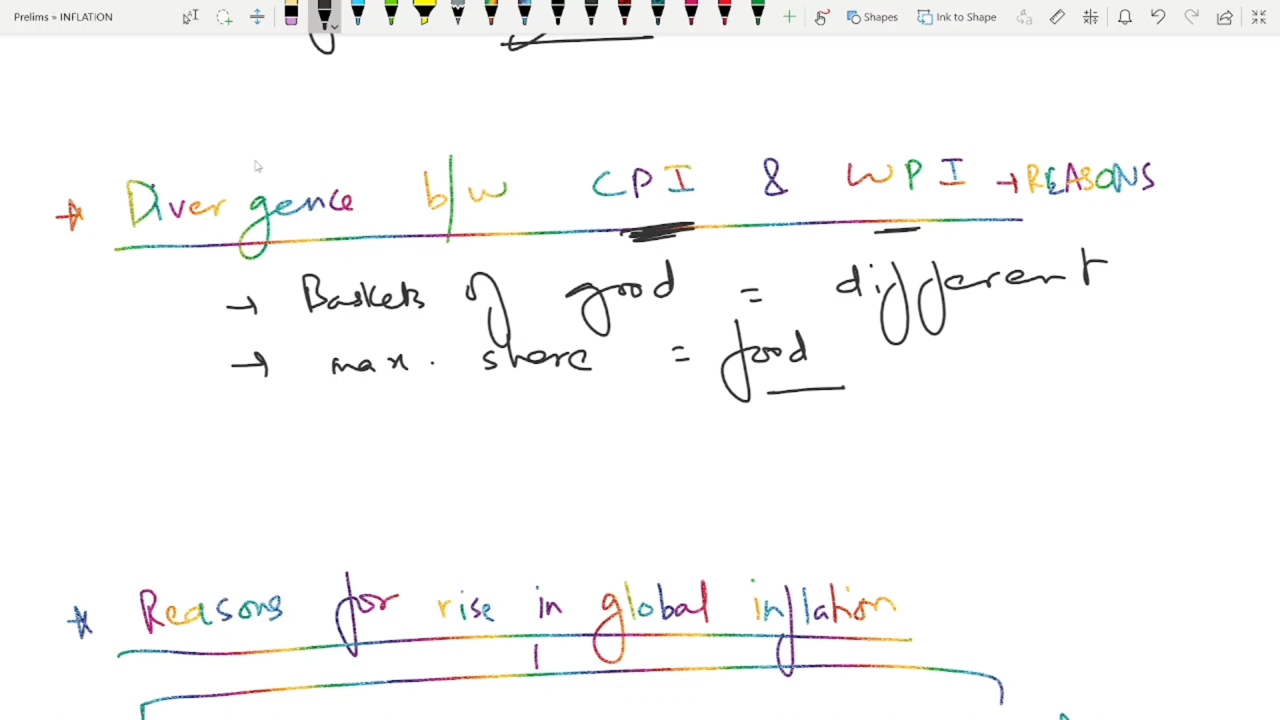 Prelims » INFLATION
Shapes
Ink to Shape
Divergence b/w CPI & WPI → REASONS
→ Baskets of good = different
→ max. share = food
* Reasons for rise in global inflation